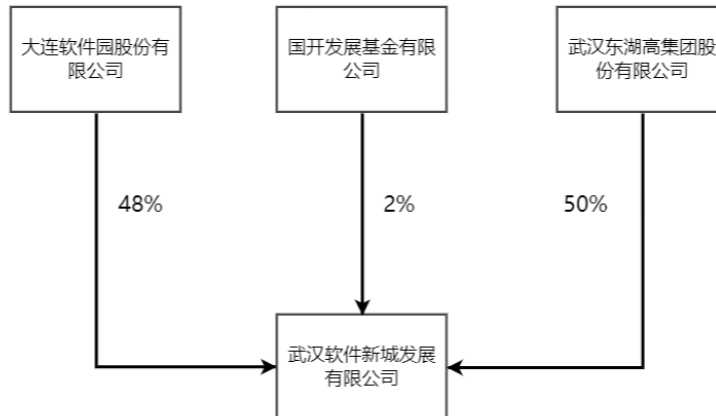 大连软件园股份有
限公司
国开发展基金有限
公司
武汉东湖高集团股
份有限公司
48%
2%
50%
武汉软件新城发展
有限公司